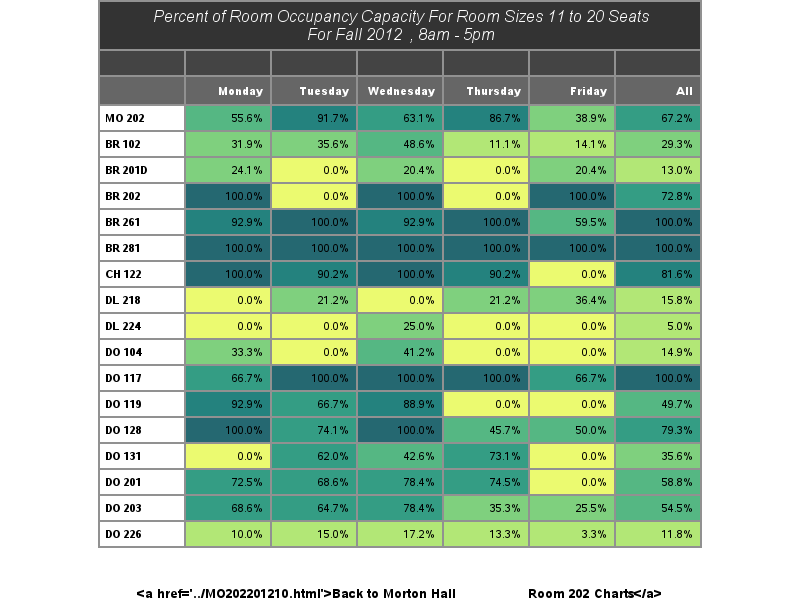 Percent of Room Occupancy Capacity For Room Sizes 11 to 20 Seats
For Fall 2012 , 8am - 5pm
Monday Tuesday Wednesday Thursday Friday All
MO 202 55.6% 91.7% 63.1% 86.7% 38.9% 67.2%
BR 102 31.9% 35.6% 48.6% 11.1% 14.1% 29.3%
BR 201D 24.1% 0.0% 20.4% 0.0% 20.4% 13.0%
BR 202 100.0% 0.0% 100.0% 0.0% 100.0% 72.8%
BR 261 92.9% 100.0% 92.9% 100.0% 59.5% 100.0%
BR 281 100.0% 100.0% 100.0% 100.0% 100.0% 100.0%
CH 122 100.0% 90.2% 100.0% 90.2% 0.0% 81.6%
DL 218 0.0% 21.2% 0.0% 21.2% 36.4% 15.8%
DL 224 0.0% 0.0% 25.0% 0.0% 0.0% 5.0%
DO 104 33.3% 0.0% 41.2% 0.0% 0.0% 14.9%
DO 117 66.7% 100.0% 100.0% 100.0% 66.7% 100.0%
DO 119 92.9% 66.7% 88.9% 0.0% 0.0% 49.7%
DO 128 100.0% 74.1% 100.0% 45.7% 50.0% 79.3%
DO 131 0.0% 62.0% 42.6% 73.1% 0.0% 35.6%
DO 201 72.5% 68.6% 78.4% 74.5% 0.0% 58.8%
DO 203 68.6% 64.7% 78.4% 35.3% 25.5% 54.5%
DO 226 10.0% 15.0% 17.2% 13.3% 3.3% 11.8%
<a href='../MO202201210.html'>Back to Morton Hall Room 202 Charts</a>